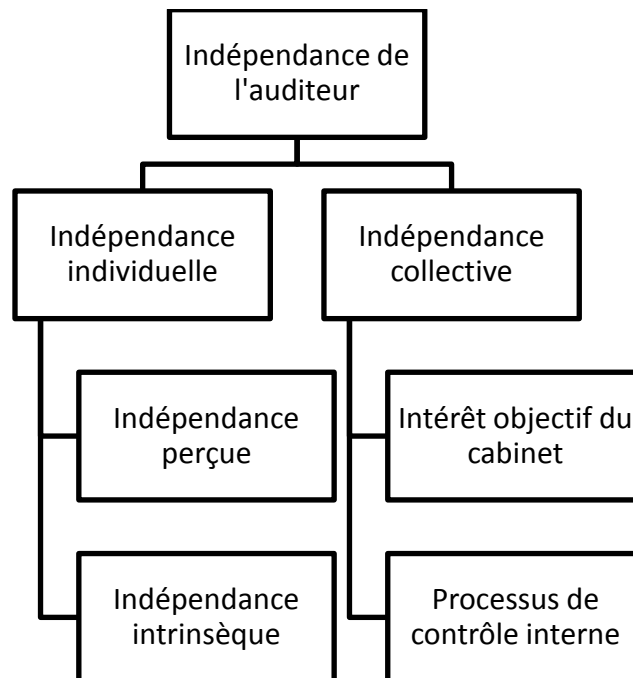 Indépendance de
l'auditeur
Indépendance
individuelle
Indépendance
collective
Indépendance
perçue
Intérêt objectif du
cabinet
Indépendance
intrinsèque
Processus de
contrôle interne